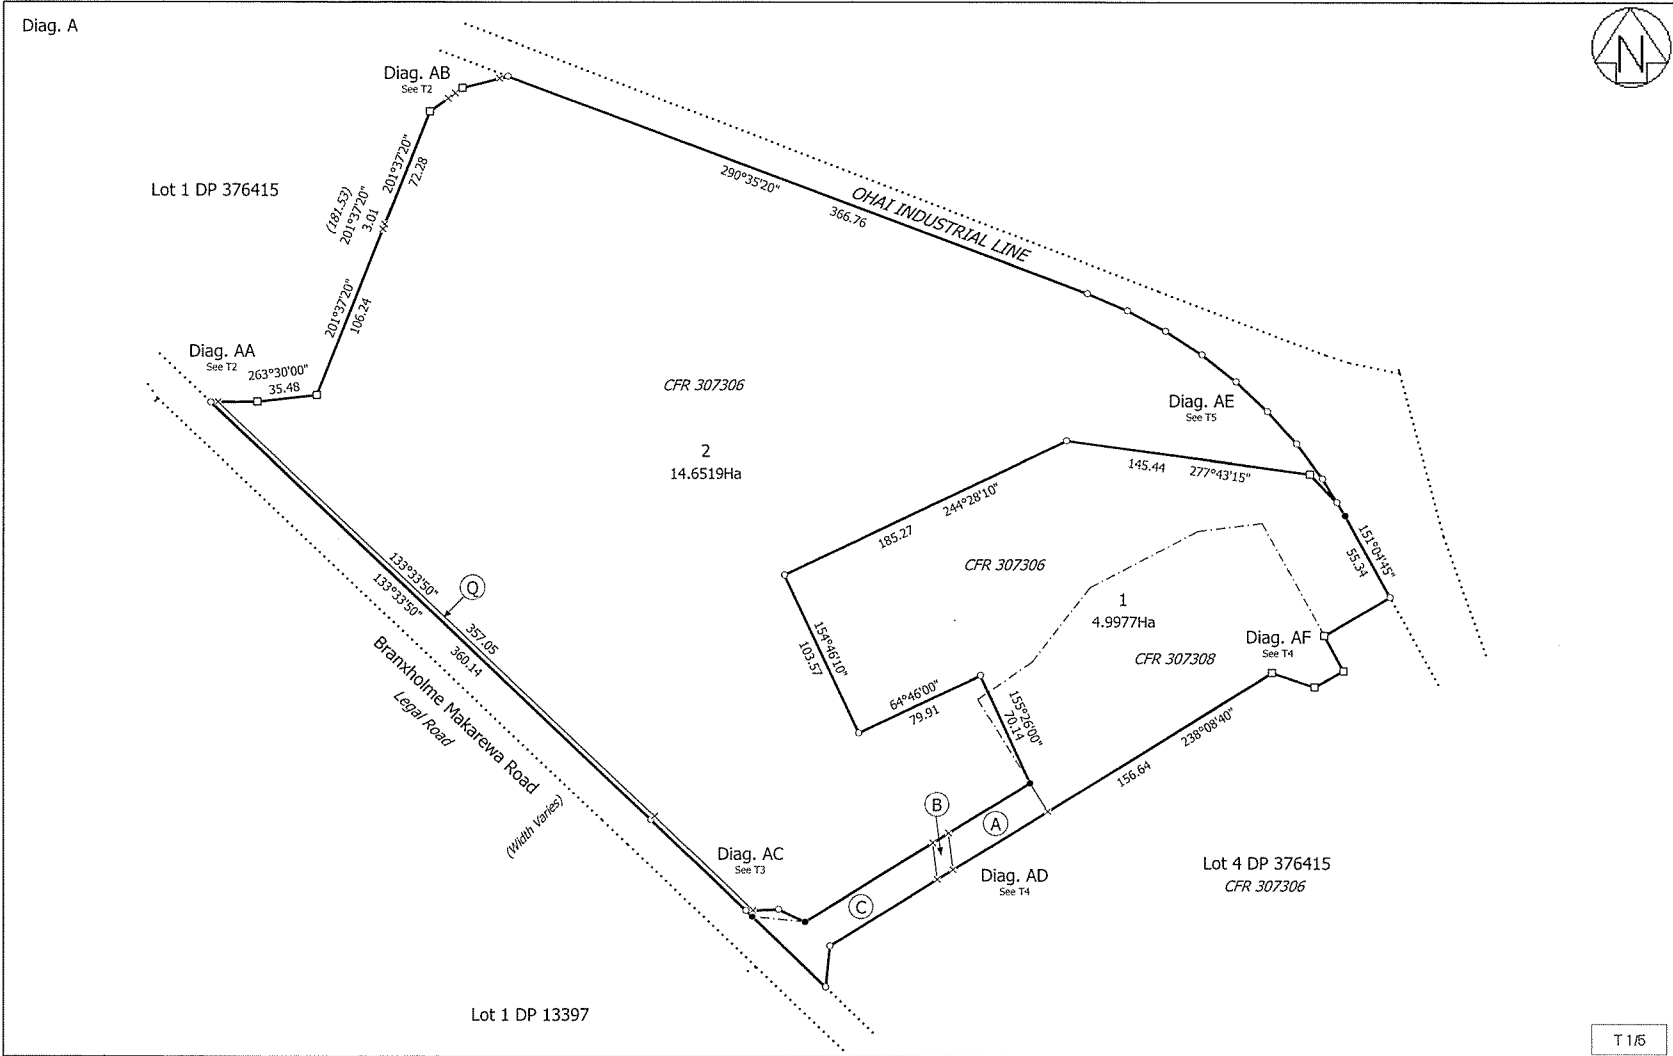 Diag. A
N
Diag. AB
See T2
Lot 1 DP 376415
201°37'20"
72.28
(181.53)
201°37'20"
3.01
201°37'20"
106.24
290°35'20"
366.76
OHAI INDUSTRIAL LINE
Diag. AA
See T2
263°30'00"
35.48
CFR 307306
2
14.6519Ha
Diag. AE
See T5
145.44
277°43'15"
244°28'10"
185.27
151°04'45"
55.34
CFR 307306
1
4.9977Ha
CFR 307308
Diag. AF
See T4
133°33'50"
133°33'50"
Q
357.05
360.14
154°46'10"
103.57
64°46'00"
79.91
155°26'00"
70.14
238°08'40"
156.64
Branxholme Makarewa Road
Legal Road
(Width Varies)
B
A
C
Diag. AC
See T3
Diag. AD
See T4
Lot 4 DP 376415
CFR 307306
Lot 1 DP 13397
T 1/5